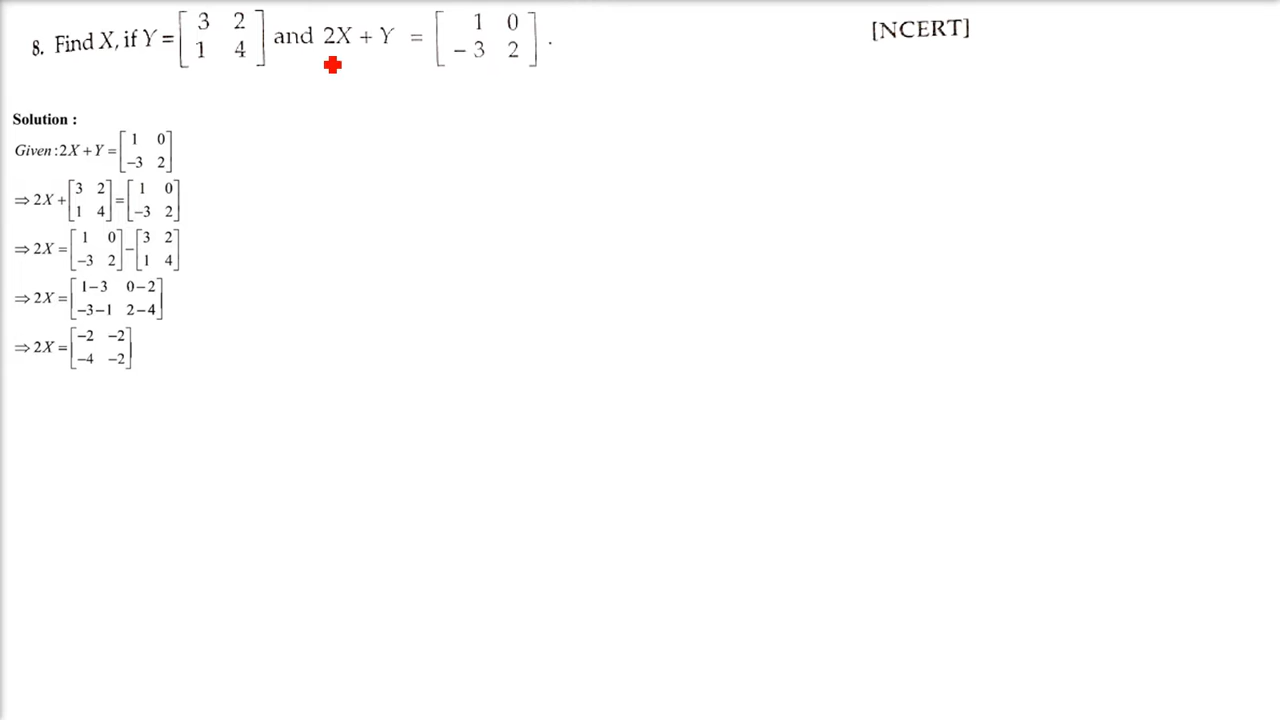 8. Find X, if Y = [ 3 2 ; 1 4 ] and 2X + Y = [ 1 0 ; – 3 2 ] . [NCERT]
Solution :
Given : 2X + Y = [ 1 0 ; –3 2 ]
⇒ 2X + [ 3 2 ; 1 4 ] = [ 1 0 ; –3 2 ]
⇒ 2X = [ 1 0 ; –3 2 ] – [ 3 2 ; 1 4 ]
⇒ 2X = [ 1–3 0–2 ; –3–1 2–4 ]
⇒ 2X = [ –2 –2 ; –4 –2 ]